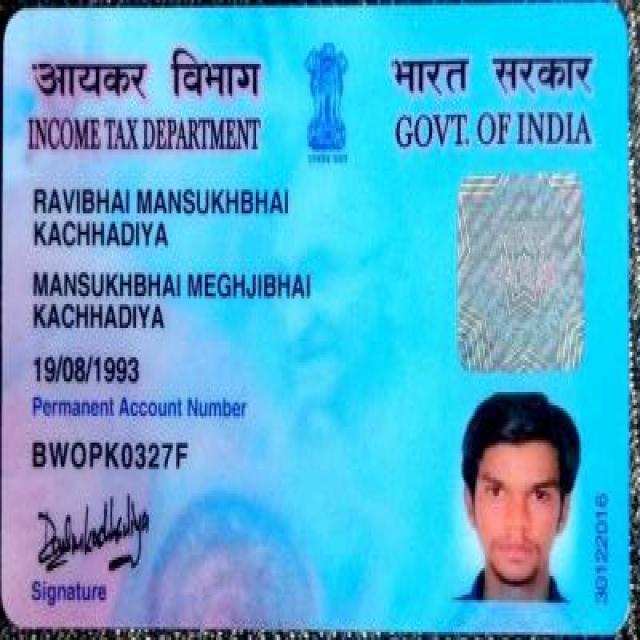 आयकर विभाग
INCOME TAX DEPARTMENT
भारत सरकार
GOVT. OF INDIA
RAVIBHAI MANSUKHBHAI
KACHHADIYA
MANSUKHBHAI MEGHJIBHAI
KACHHADIYA
19/08/1993
Permanent Account Number
BWOPK0327F
Signature
30122016